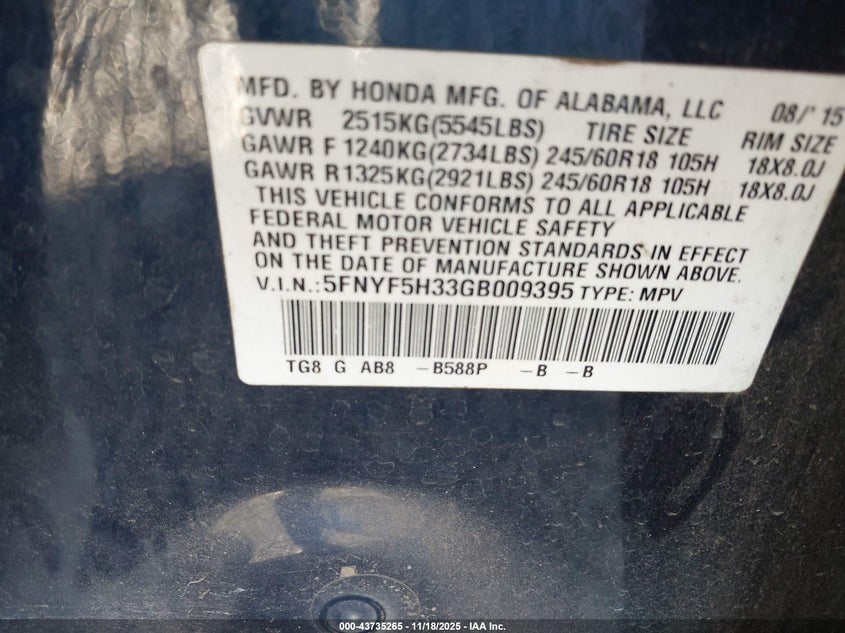 MFD. BY HONDA MFG. OF ALABAMA, LLC 08/'15
GVWR 2515KG(5545LBS) TIRE SIZE RIM SIZE
GAWR F 1240KG(2734LBS) 245/60R18 105H 18X8.0J
GAWR R1325KG(2921LBS) 245/60R18 105H 18X8.0J
THIS VEHICLE CONFORMS TO ALL APPLICABLE
FEDERAL MOTOR VEHICLE SAFETY
AND THEFT PREVENTION STANDARDS IN EFFECT
ON THE DATE OF MANUFACTURE SHOWN ABOVE.
V.I.N.:5FNYF5H33GB009395 TYPE: MPV
TG8 G AB8 -B588P -B -B
000-43735265 - 11/18/2025 - IAA Inc.